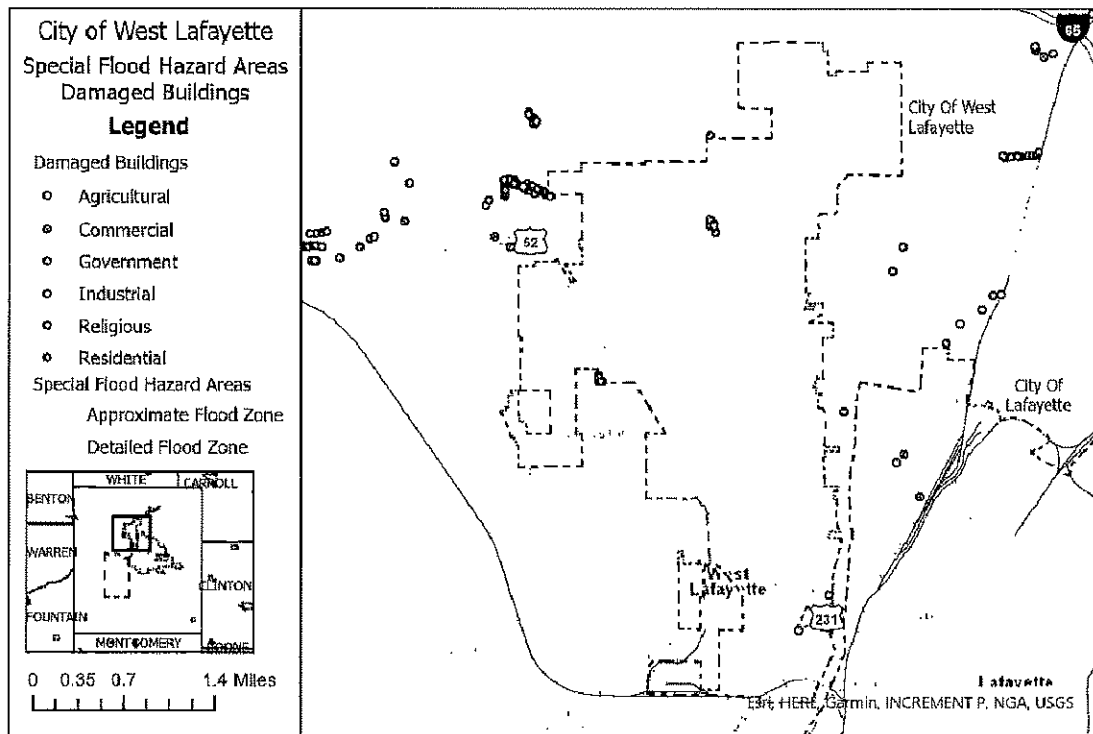 City of West Lafayette
Special Flood Hazard Areas
Damaged Buildings
Legend
Damaged Buildings
Agricultural
Commercial
Government
Industrial
Religious
Residential
Special Flood Hazard Areas
Approximate Flood Zone
Detailed Flood Zone
WHITE
CARROLL
BENTON
WARREN
CLINTON
FOUNTAIN
MONTGOMERY
BOONE
0 0.35 0.7 1.4 Miles
65
City Of West
Lafayette
52
City Of
Lafayette
West
Lafayette
231
Lafayette
Esri, HERE, Garmin, INCREMENT P, NGA, USGS